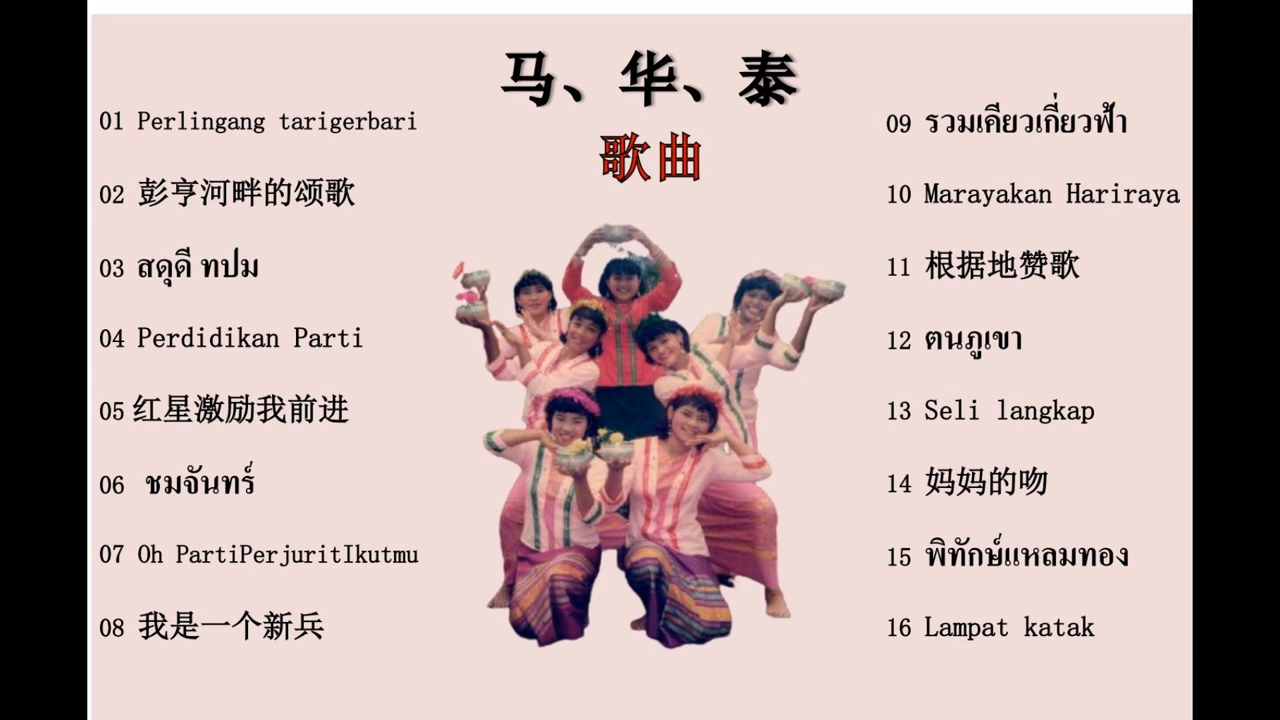 马、华、泰
歌曲
01 Perlingang tarigerbari
02 彭亨河畔的颂歌
03 สดุดี ทปม
04 Perdidikan Parti
05 红星激励我前进
06 ชมจันทร์
07 Oh PartiPerjuritIkutmu
08 我是一个新兵
09 รวมเคียวเกี่ยวฟ้า
10 Marayakan Hariraya
11 根据地赞歌
12 ตนภูเขา
13 Seli langkap
14 妈妈的吻
15 พิทักษ์แหลมทอง
16 Lampat katak